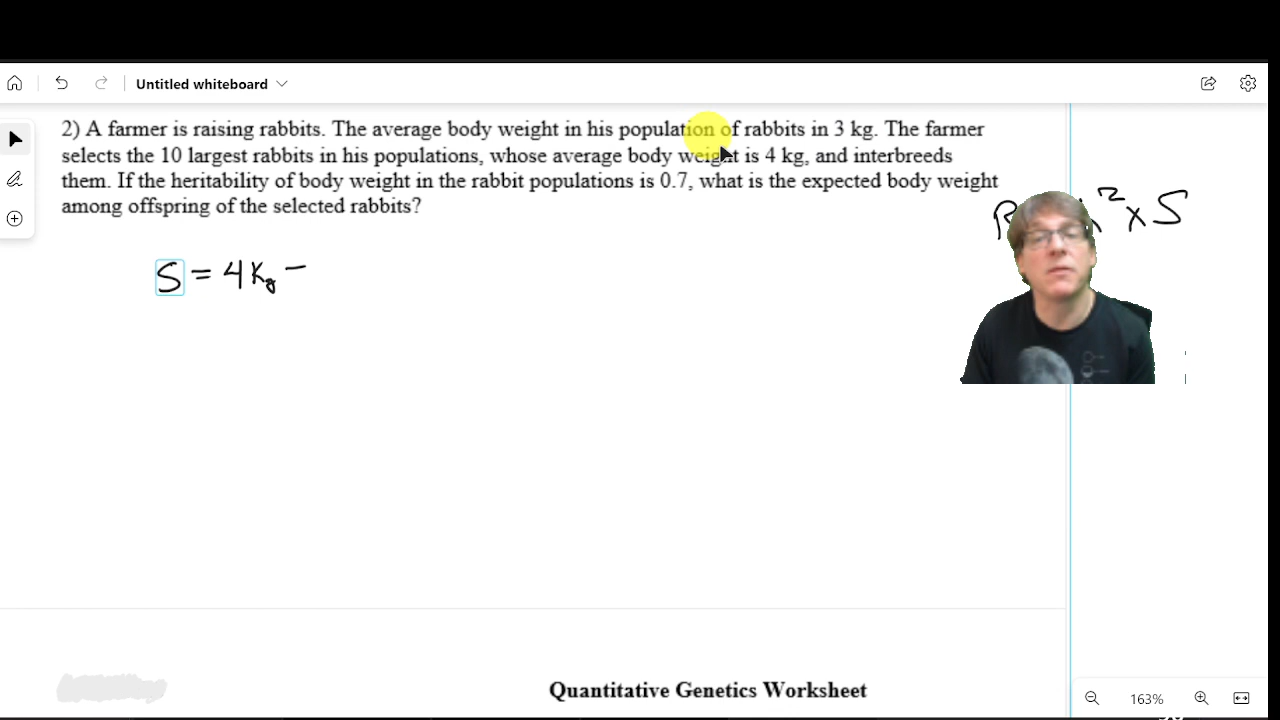 Untitled whiteboard
2) A farmer is raising rabbits. The average body weight in his population of rabbits in 3 kg. The farmer
selects the 10 largest rabbits in his populations, whose average body weight is 4 kg, and interbreeds
them. If the heritability of body weight in the rabbit populations is 0.7, what is the expected body weight
among offspring of the selected rabbits?
x S
S = 4 Kg −
Quantitative Genetics Worksheet
163%